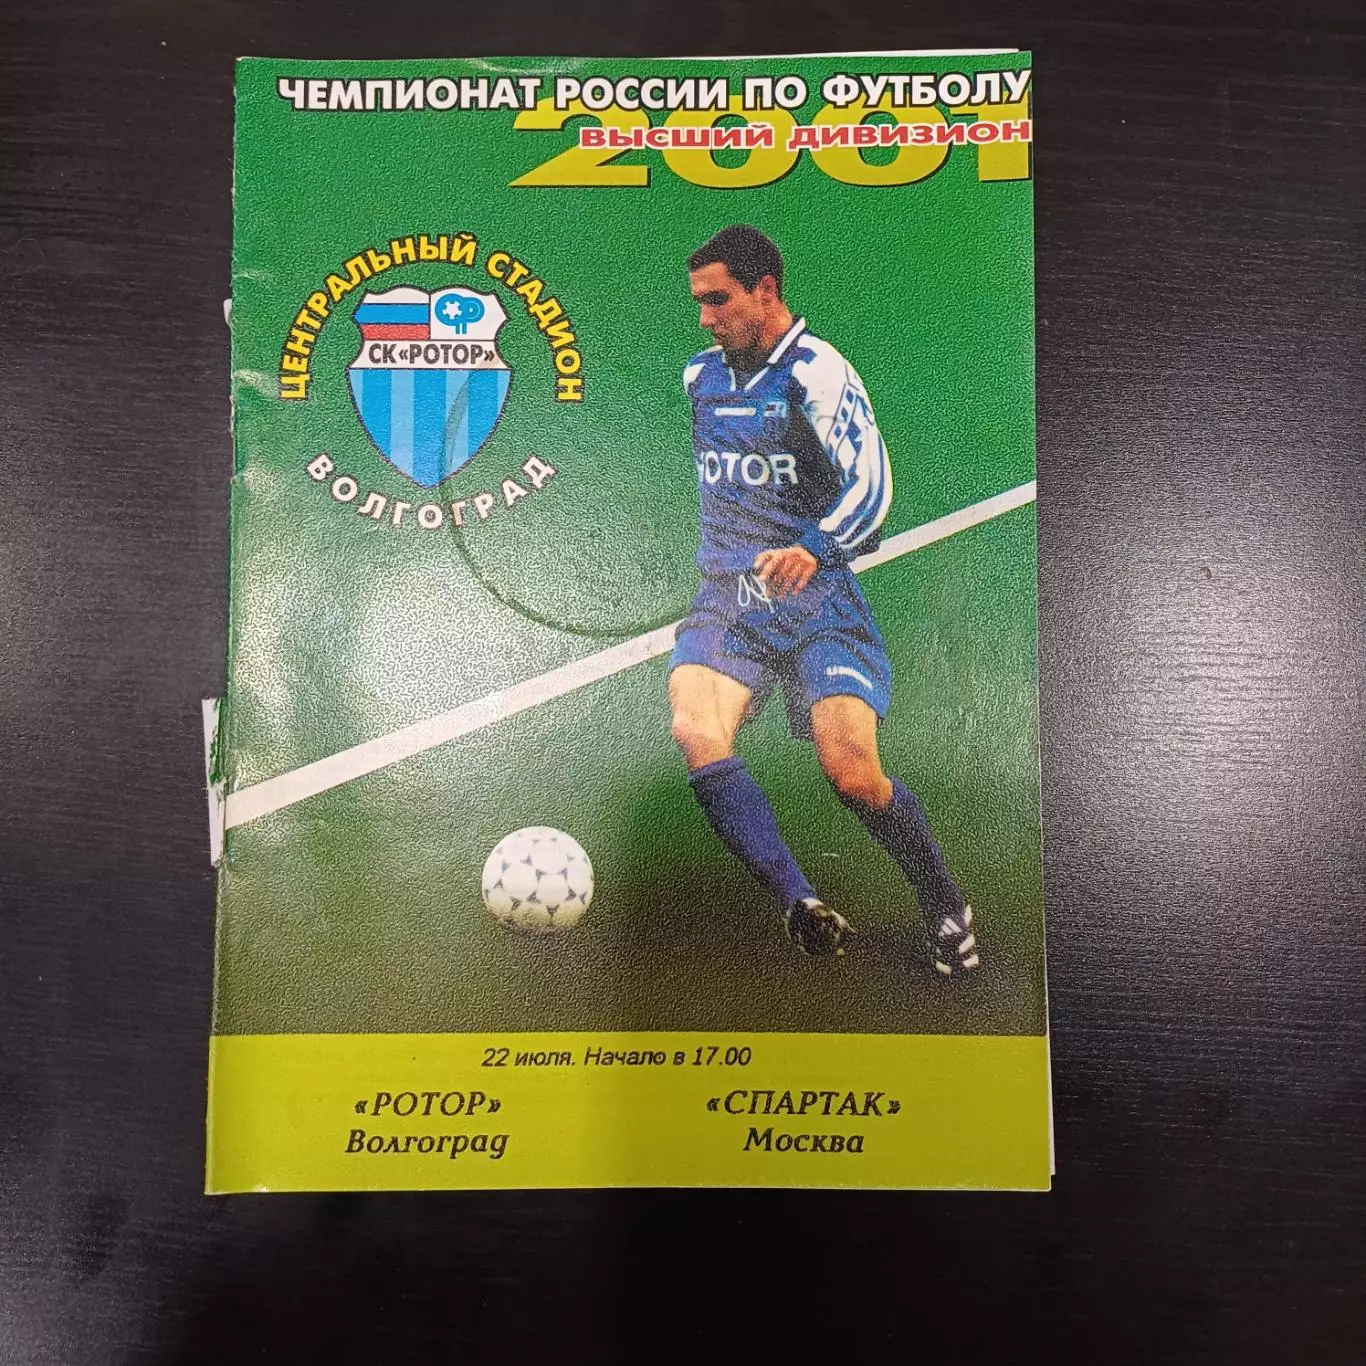 ЧЕМПИОНАТ РОССИИ ПО ФУТБОЛУ
2001
ВЫСШИЙ ДИВИЗИОН
ЦЕНТРАЛЬНЫЙ СТАДИОН
СК «РОТОР»
ВОЛГОГРАД
ROTOR
22 июля. Начало в 17.00
«РОТОР»
Волгоград
«СПАРТАК»
Москва